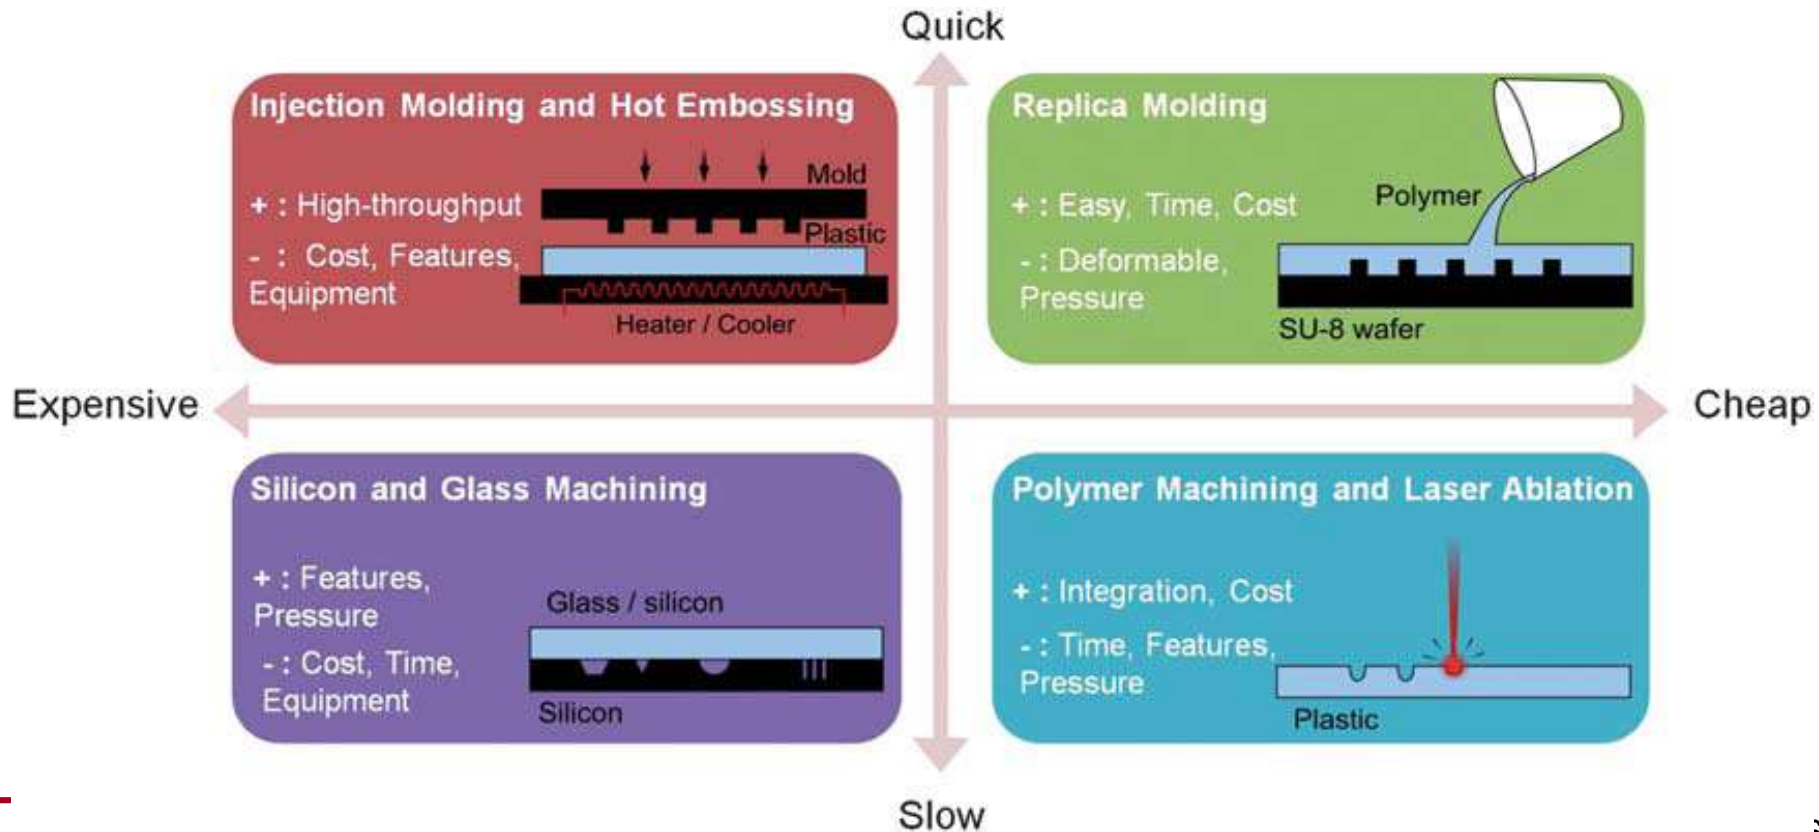 Quick
Injection Molding and Hot Embossing
+ : High-throughput
- : Cost, Features,
Equipment
Mold
Plastic
Heater / Cooler
Replica Molding
+ : Easy, Time, Cost
- : Deformable,
Pressure
Polymer
SU-8 wafer
Expensive
Cheap
Silicon and Glass Machining
+ : Features,
Pressure
- : Cost, Time,
Equipment
Glass / silicon
Silicon
Polymer Machining and Laser Ablation
+ : Integration, Cost
- : Time, Features,
Pressure
Plastic
Slow